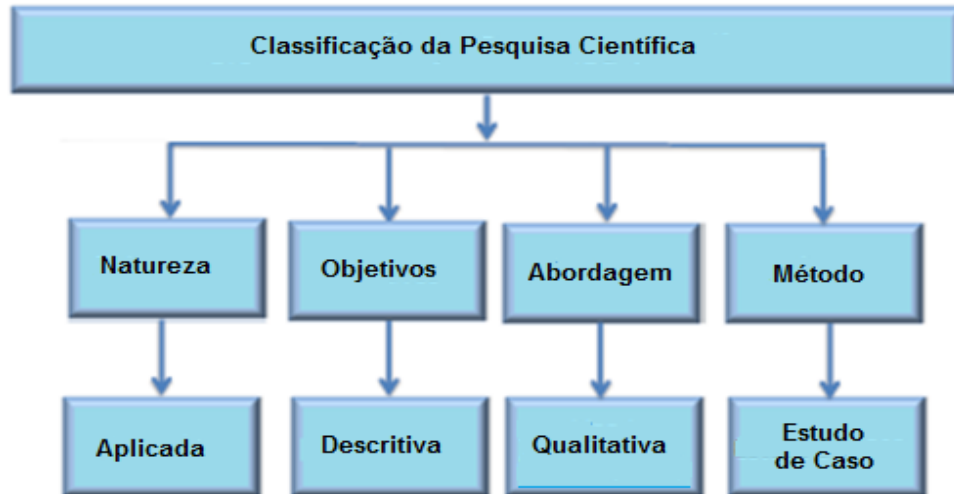 Classificação da Pesquisa Científica
Natureza
Objetivos
Abordagem
Método
Aplicada
Descritiva
Qualitativa
Estudo
de Caso